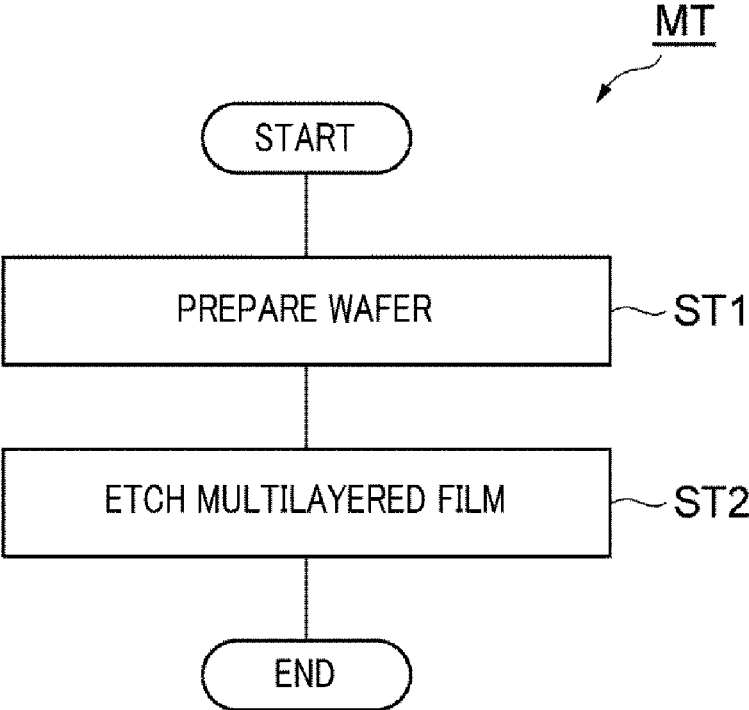 MT
START
PREPARE WAFER
ST1
ETCH MULTILAYERED FILM
ST2
END